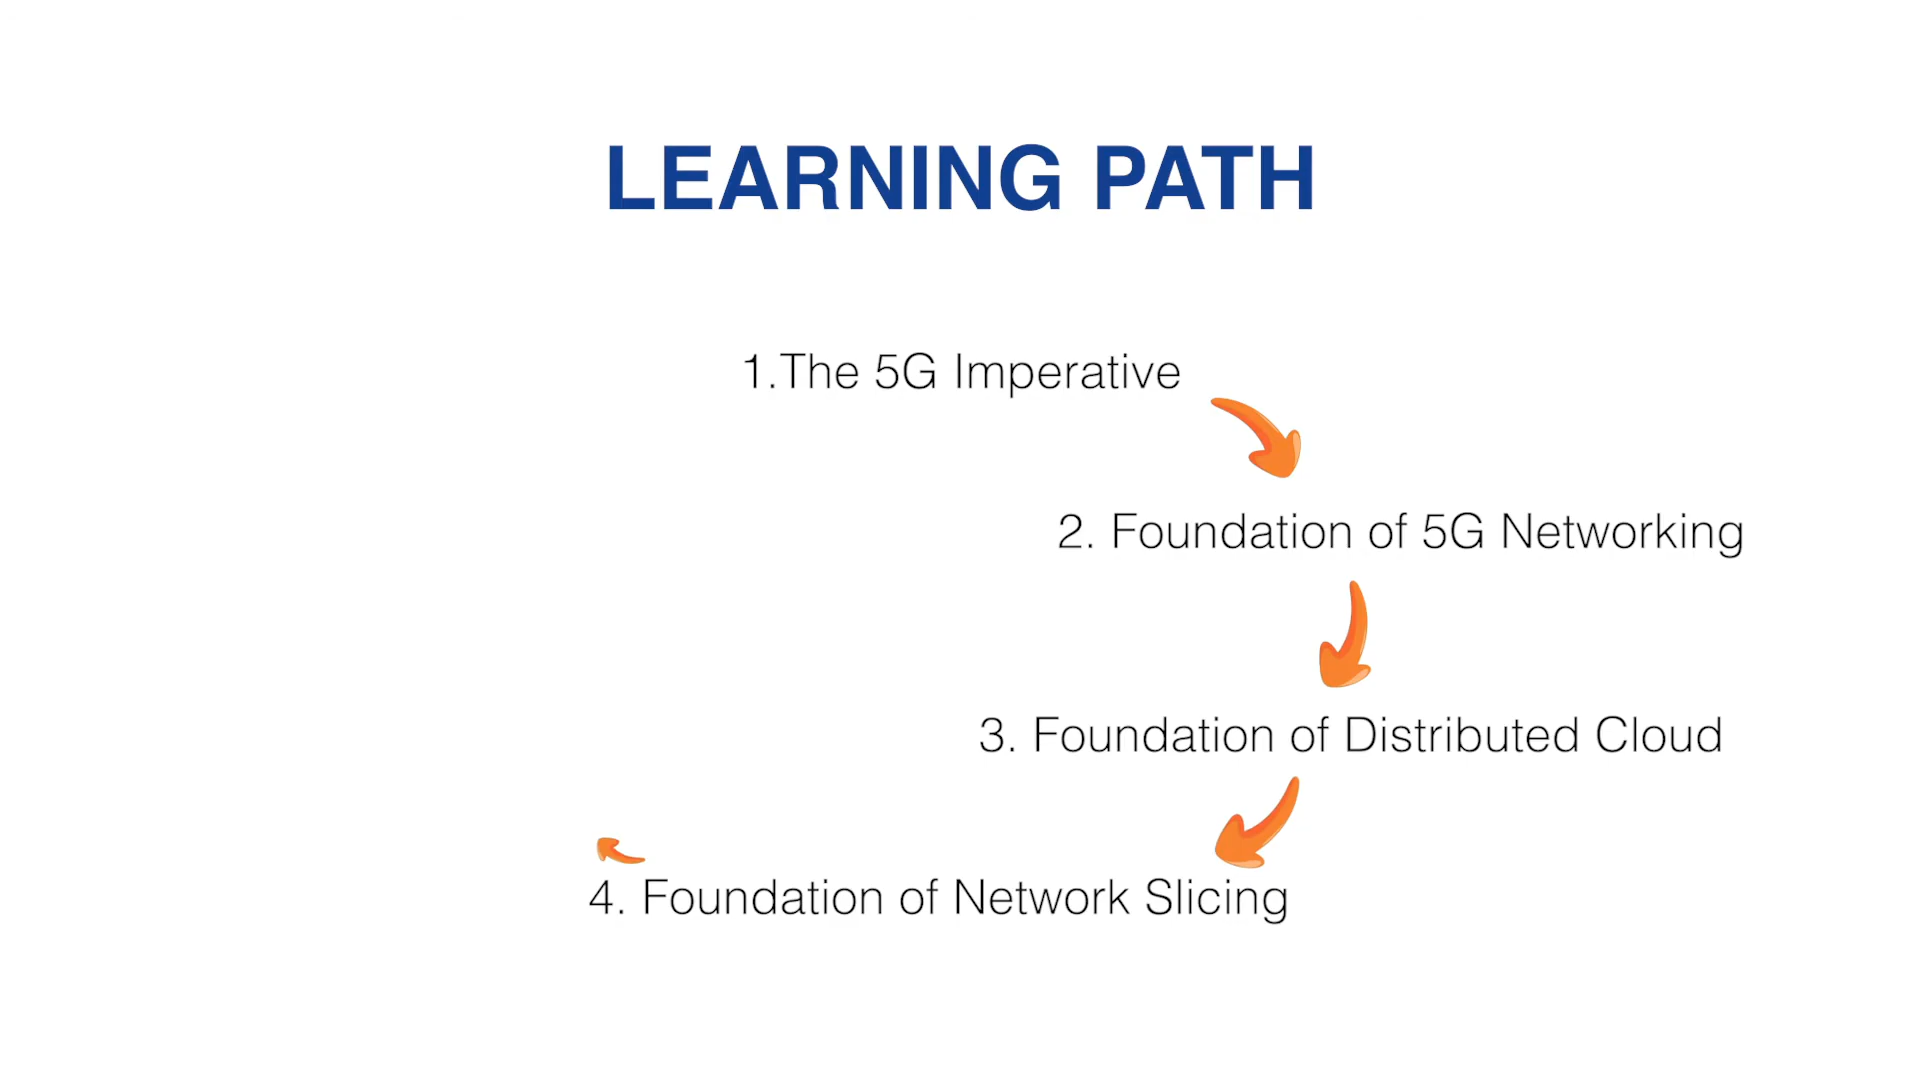 LEARNING PATH
1.The 5G Imperative
2. Foundation of 5G Networking
3. Foundation of Distributed Cloud
4. Foundation of Network Slicing